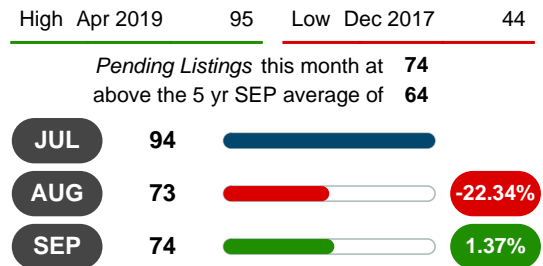 High Apr 2019 95 Low Dec 2017 44
Pending Listings this month at 74
above the 5 yr SEP average of 64
JUL 94
AUG 73 -22.34%
SEP 74 1.37%